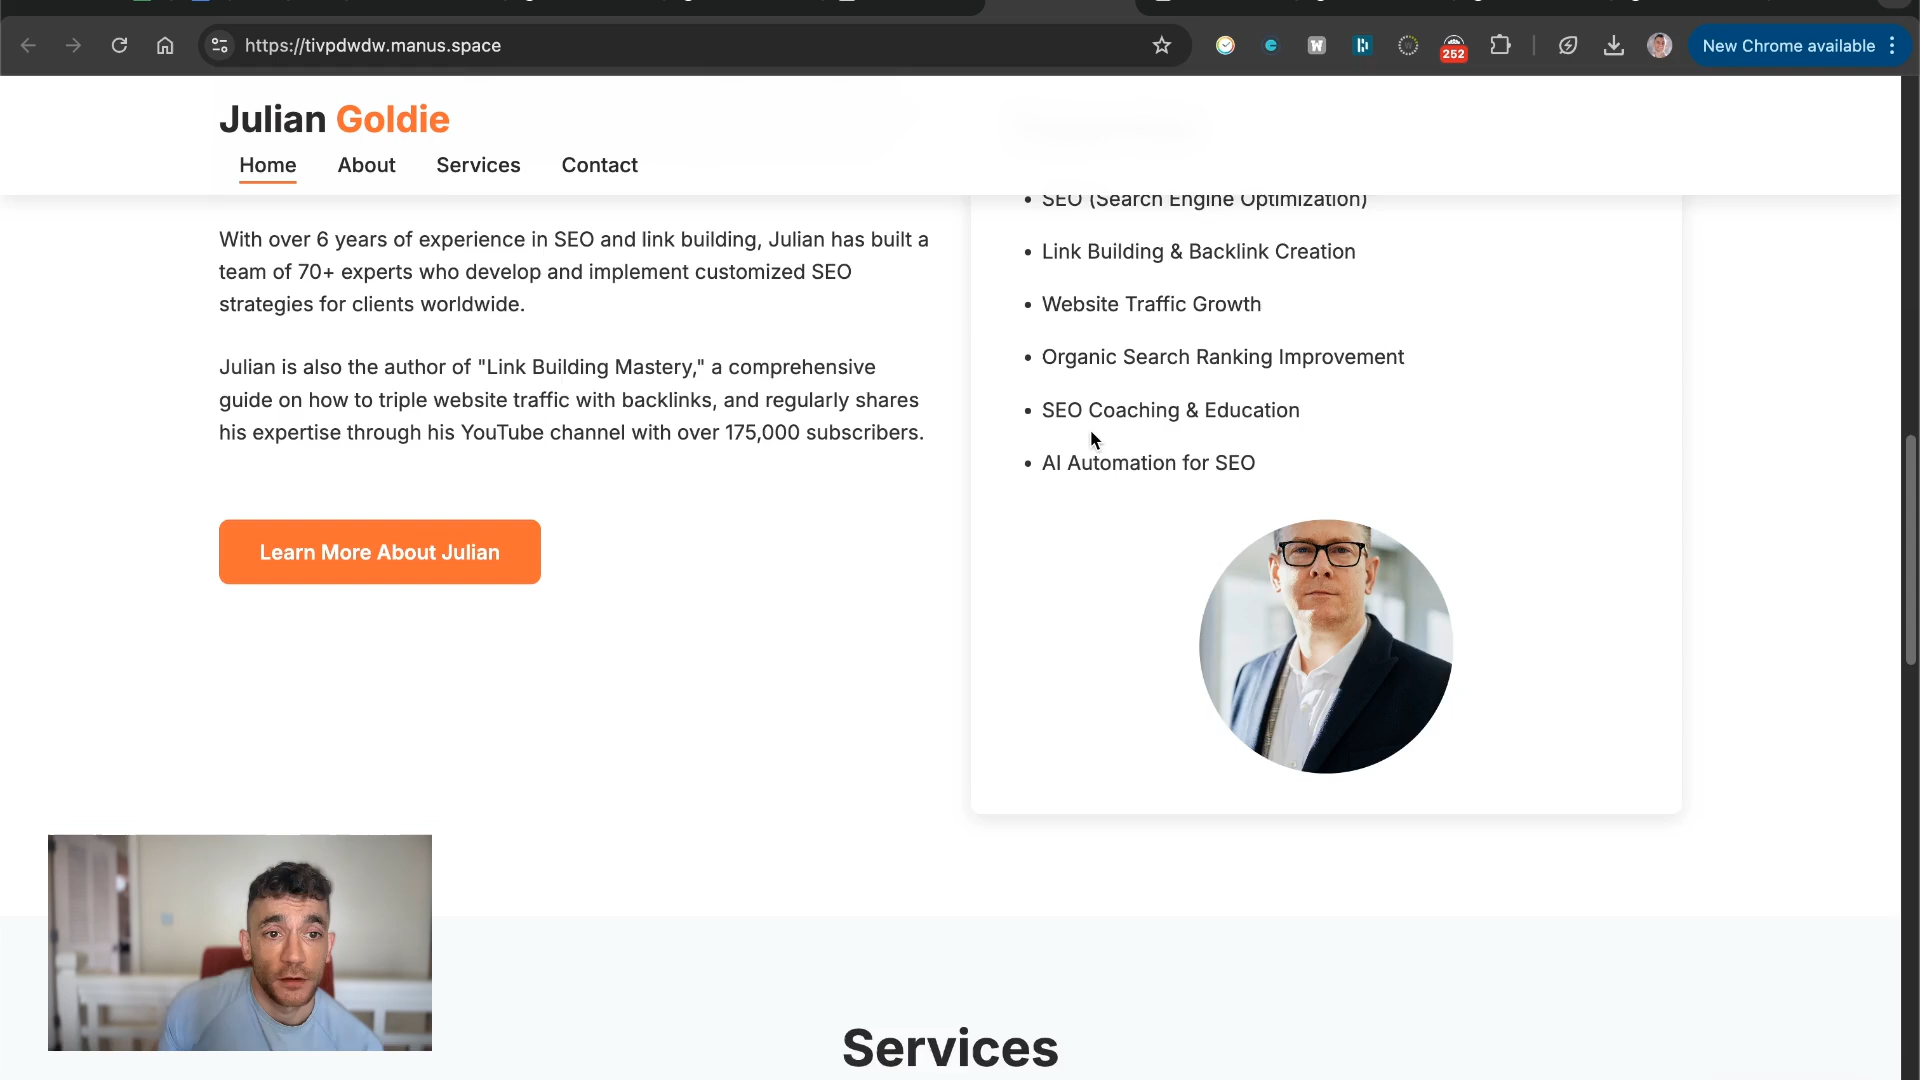 https://tivpdwdw.manus.space
W
252
New Chrome available
Julian Goldie
Home
About
Services
Contact
With over 6 years of experience in SEO and link building, Julian has built a
team of 70+ experts who develop and implement customized SEO
strategies for clients worldwide.
Julian is also the author of "Link Building Mastery," a comprehensive
guide on how to triple website traffic with backlinks, and regularly shares
his expertise through his YouTube channel with over 175,000 subscribers.
Learn More About Julian
• SEO (Search Engine Optimization)
• Link Building & Backlink Creation
• Website Traffic Growth
• Organic Search Ranking Improvement
• SEO Coaching & Education
• AI Automation for SEO
Services